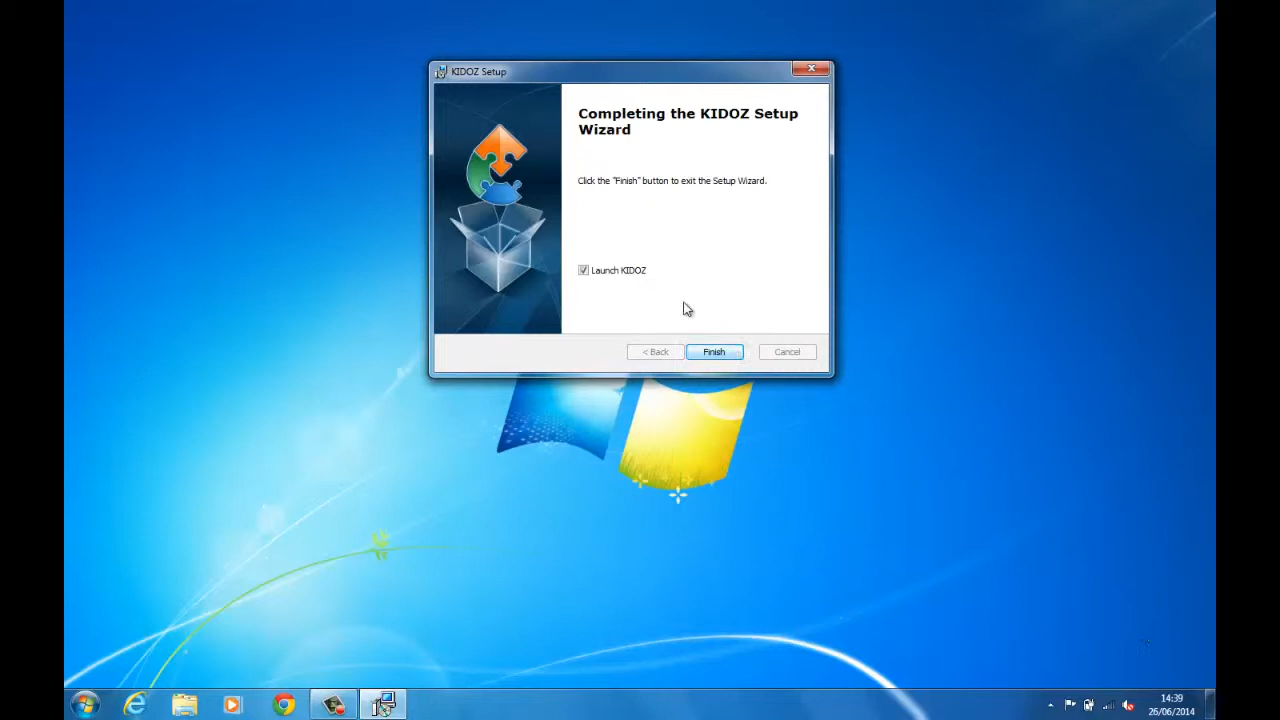 KIDOZ Setup
Completing the KIDOZ Setup
Wizard
Click the "Finish" button to exit the Setup Wizard.
Launch KIDOZ
< Back
Finish
Cancel
14:39
26/06/2014